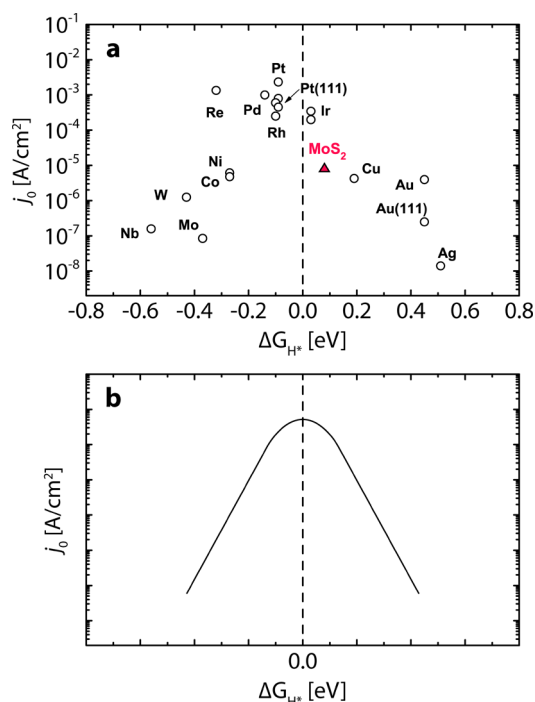 a
j₀ [A/cm²]
10⁻¹
10⁻²
10⁻³
10⁻⁴
10⁻⁵
10⁻⁶
10⁻⁷
10⁻⁸
Pt
Pt(111)
Re
Pd
Ir
Rh
MoS₂
Ni
Co
Cu
W
Au
Au(111)
Nb
Mo
Ag
-0.8 -0.6 -0.4 -0.2 0.0 0.2 0.4 0.6 0.8
ΔG_H* [eV]
b
j₀ [A/cm²]
0.0
ΔG_H* [eV]